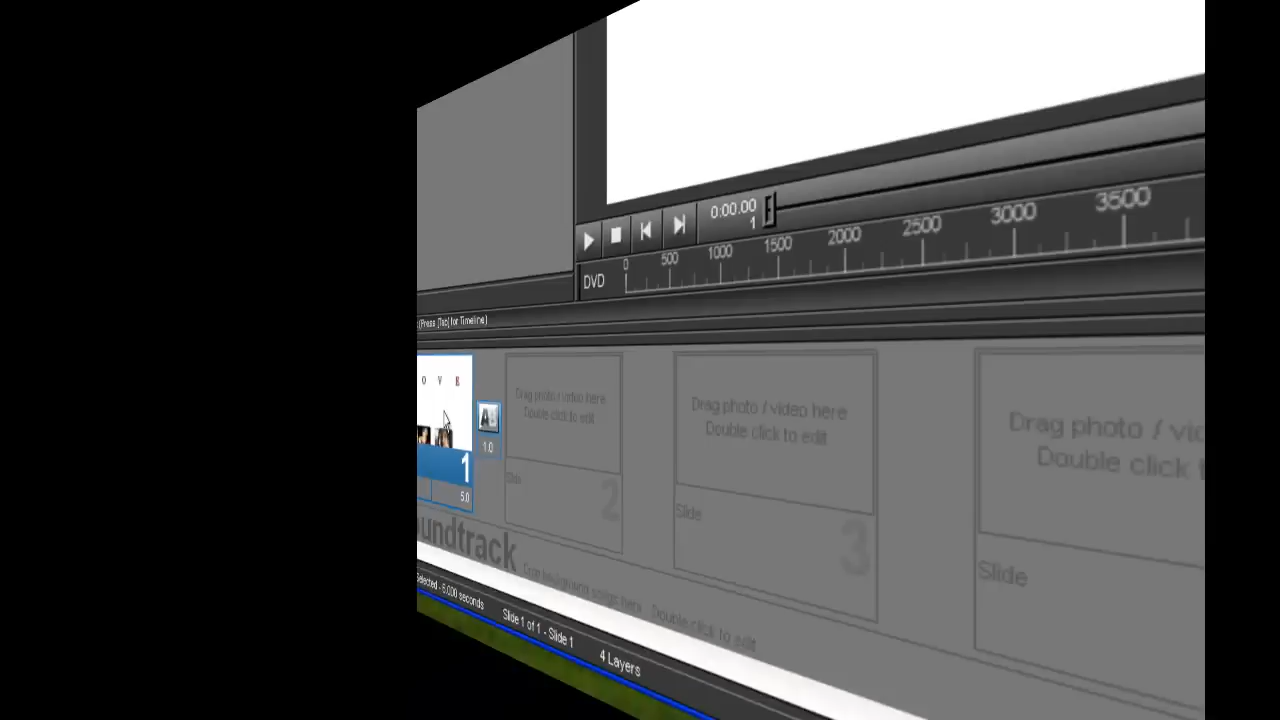 0:00.00
1
DVD
0 500 1000 1500 2000 2500 3000 3500
(Press [Tab] for Timeline)
O V E
1
1.0
5.0
Drag photo / video here
Double click to edit
Slide
2
Drag photo / video here
Double click to edit
Slide
3
Drag photo /
Double click
Slide
Drop background songs here. Double click to edit
Selected - 6.000 seconds
Slide 1 of 1 - Slide 1
4 Layers